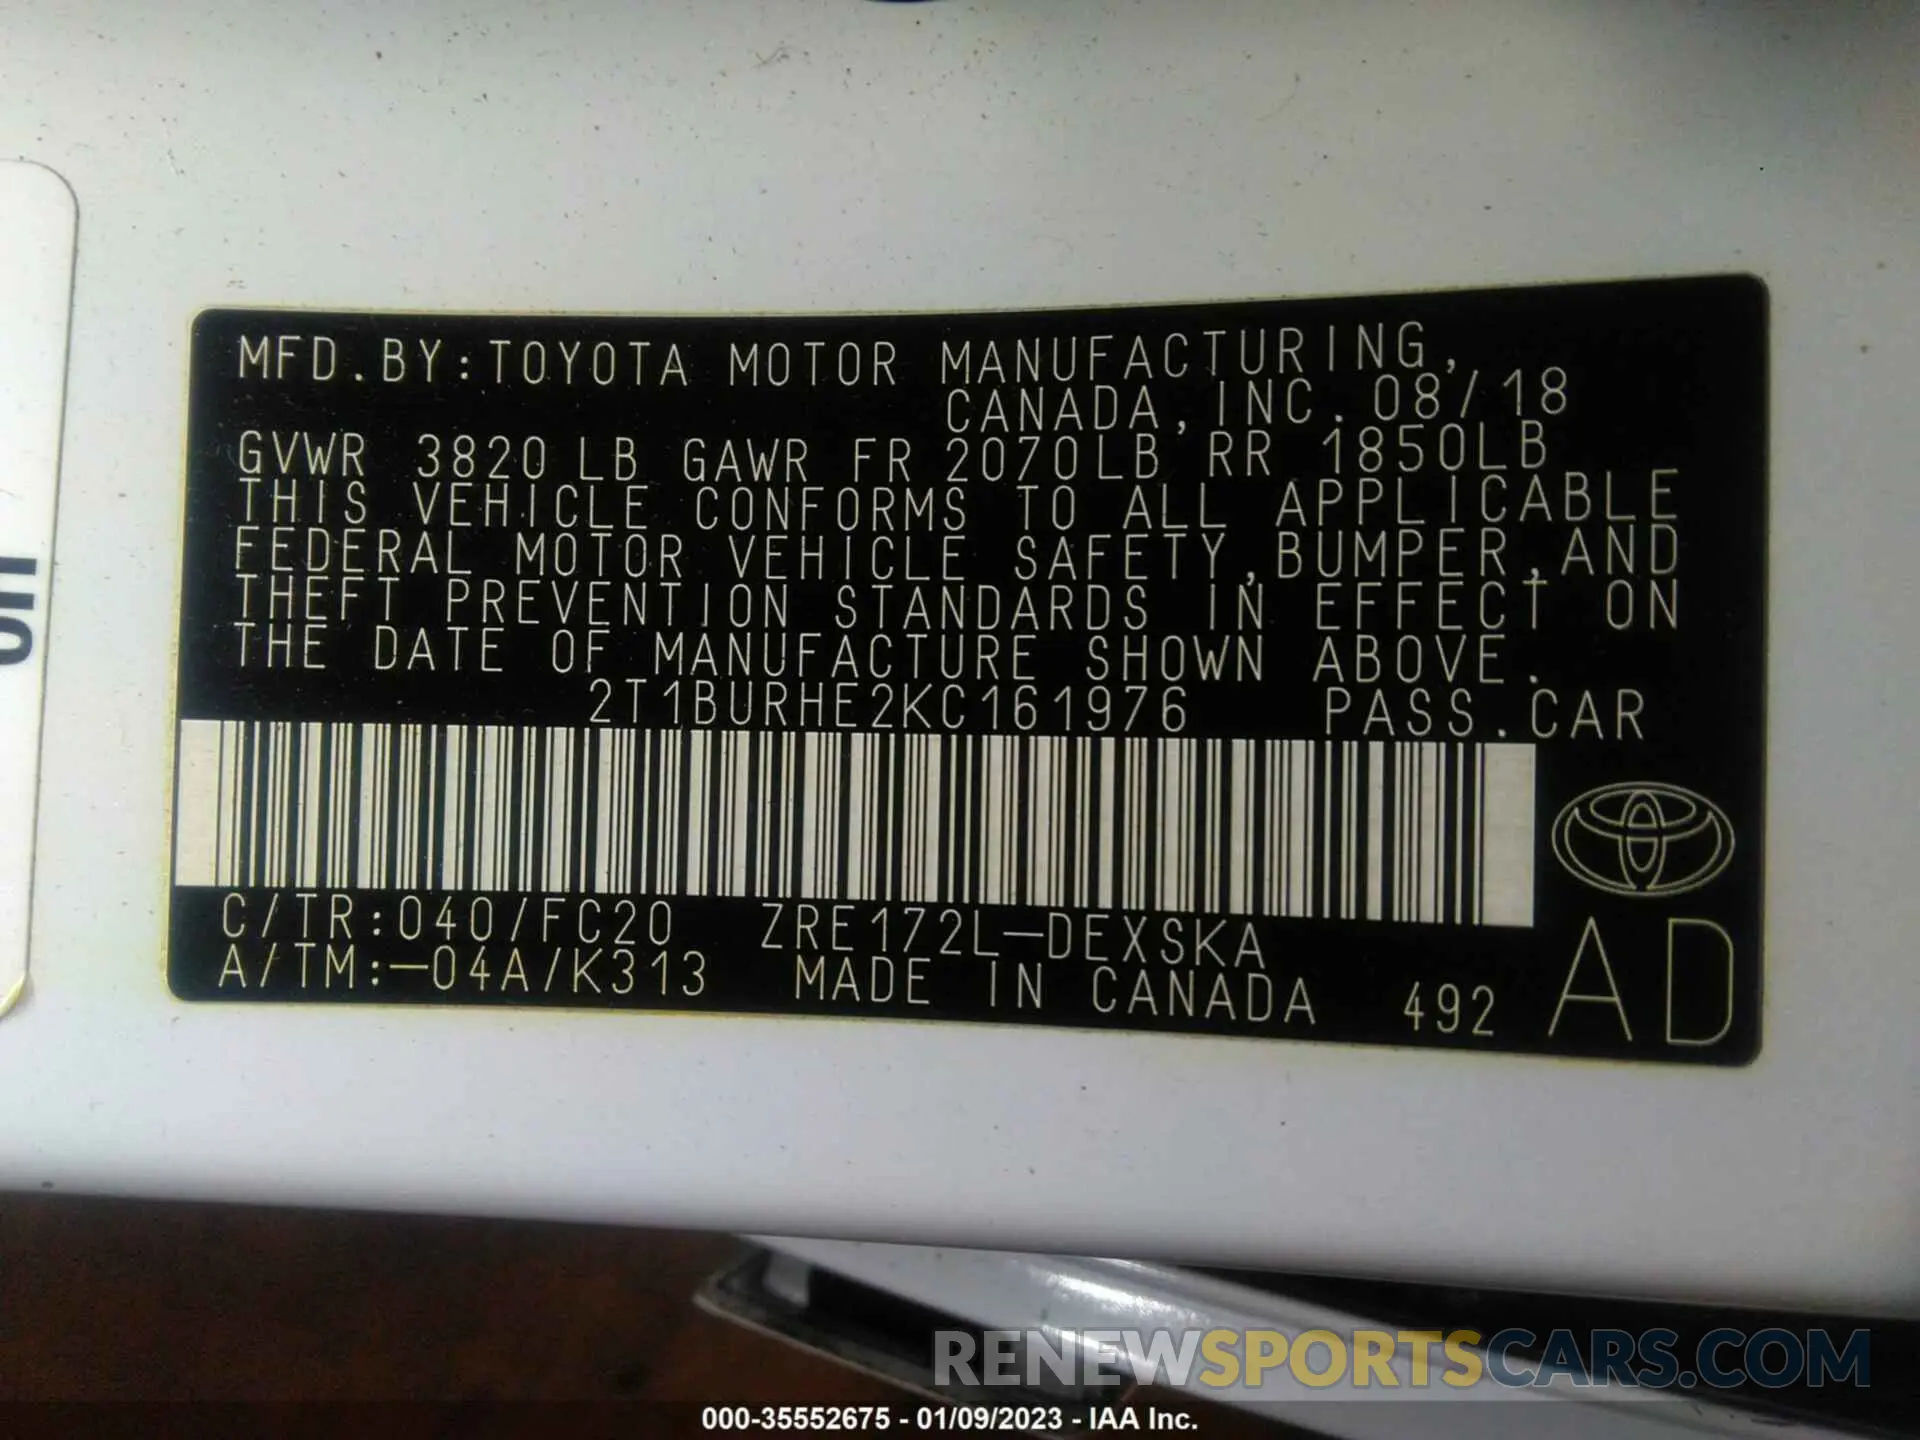 MFD.BY:TOYOTA MOTOR MANUFACTURING,
CANADA,INC. 08/18
GVWR 3820 LB GAWR FR 2070LB RR 1850LB
THIS VEHICLE CONFORMS TO ALL APPLICABLE
FEDERAL MOTOR VEHICLE SAFETY,BUMPER,AND
THEFT PREVENTION STANDARDS IN EFFECT ON
THE DATE OF MANUFACTURE SHOWN ABOVE.
2T1BURHE2KC161976 PASS.CAR
C/TR:040/FC20 ZRE172L-DEXSKA
A/TM:-04A/K313 MADE IN CANADA 492 AD
RENEWSPORTSCARS.COM
000-35552675 - 01/09/2023 - IAA Inc.